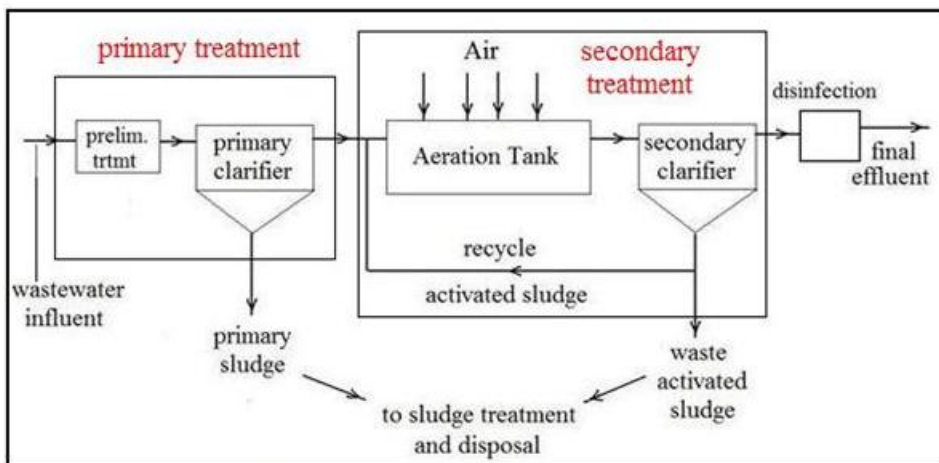 primary treatment
Air
secondary
treatment
disinfection
prelim.
trtmt
primary
clarifier
Aeration Tank
secondary
clarifier
final
effluent
recycle
activated sludge
wastewater
influent
primary
sludge
waste
activated
sludge
to sludge treatment
and disposal